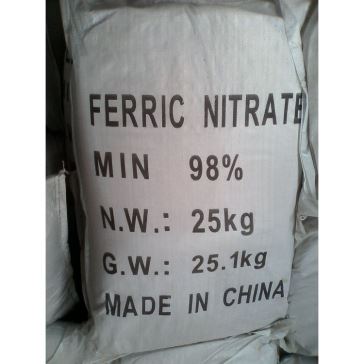 FERRIC NITRATE
MIN 98%
N.W.: 25kg
G.W.: 25.1kg
MADE IN CHINA